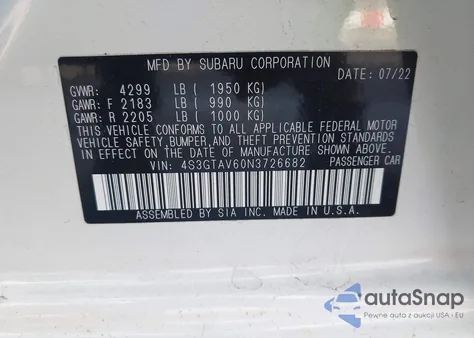 MFD BY SUBARU CORPORATION
DATE: 07/22
GVWR: 4299 LB ( 1950 KG)
GAWR: F 2183 LB ( 990 KG)
GAWR: R 2205 LB ( 1000 KG)
THIS VEHICLE CONFORMS TO ALL APPLICABLE FEDERAL MOTOR
VEHICLE SAFETY, BUMPER, AND THEFT PREVENTION STANDARDS
IN EFFECT ON THE DATE OF MANUFACTURE SHOWN ABOVE.
VIN: 4S3GTAV60N3726682 PASSENGER CAR
ASSEMBLED BY SIA INC. MADE IN U.S.A.
autoSnap
Pewne auta z aukcji USA - EU